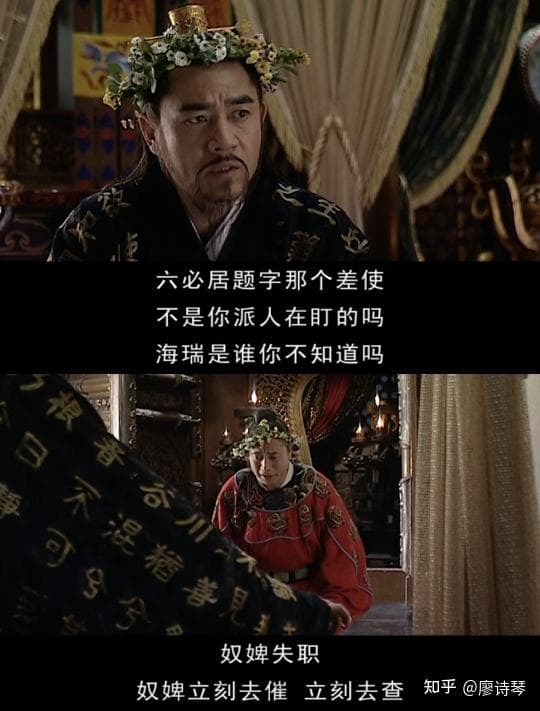 六必居题字那个差使
不是你派人在盯的吗
海瑞是谁你不知道吗
奴婢失职
奴婢立刻去催 立刻去查
知乎 @廖诗琴